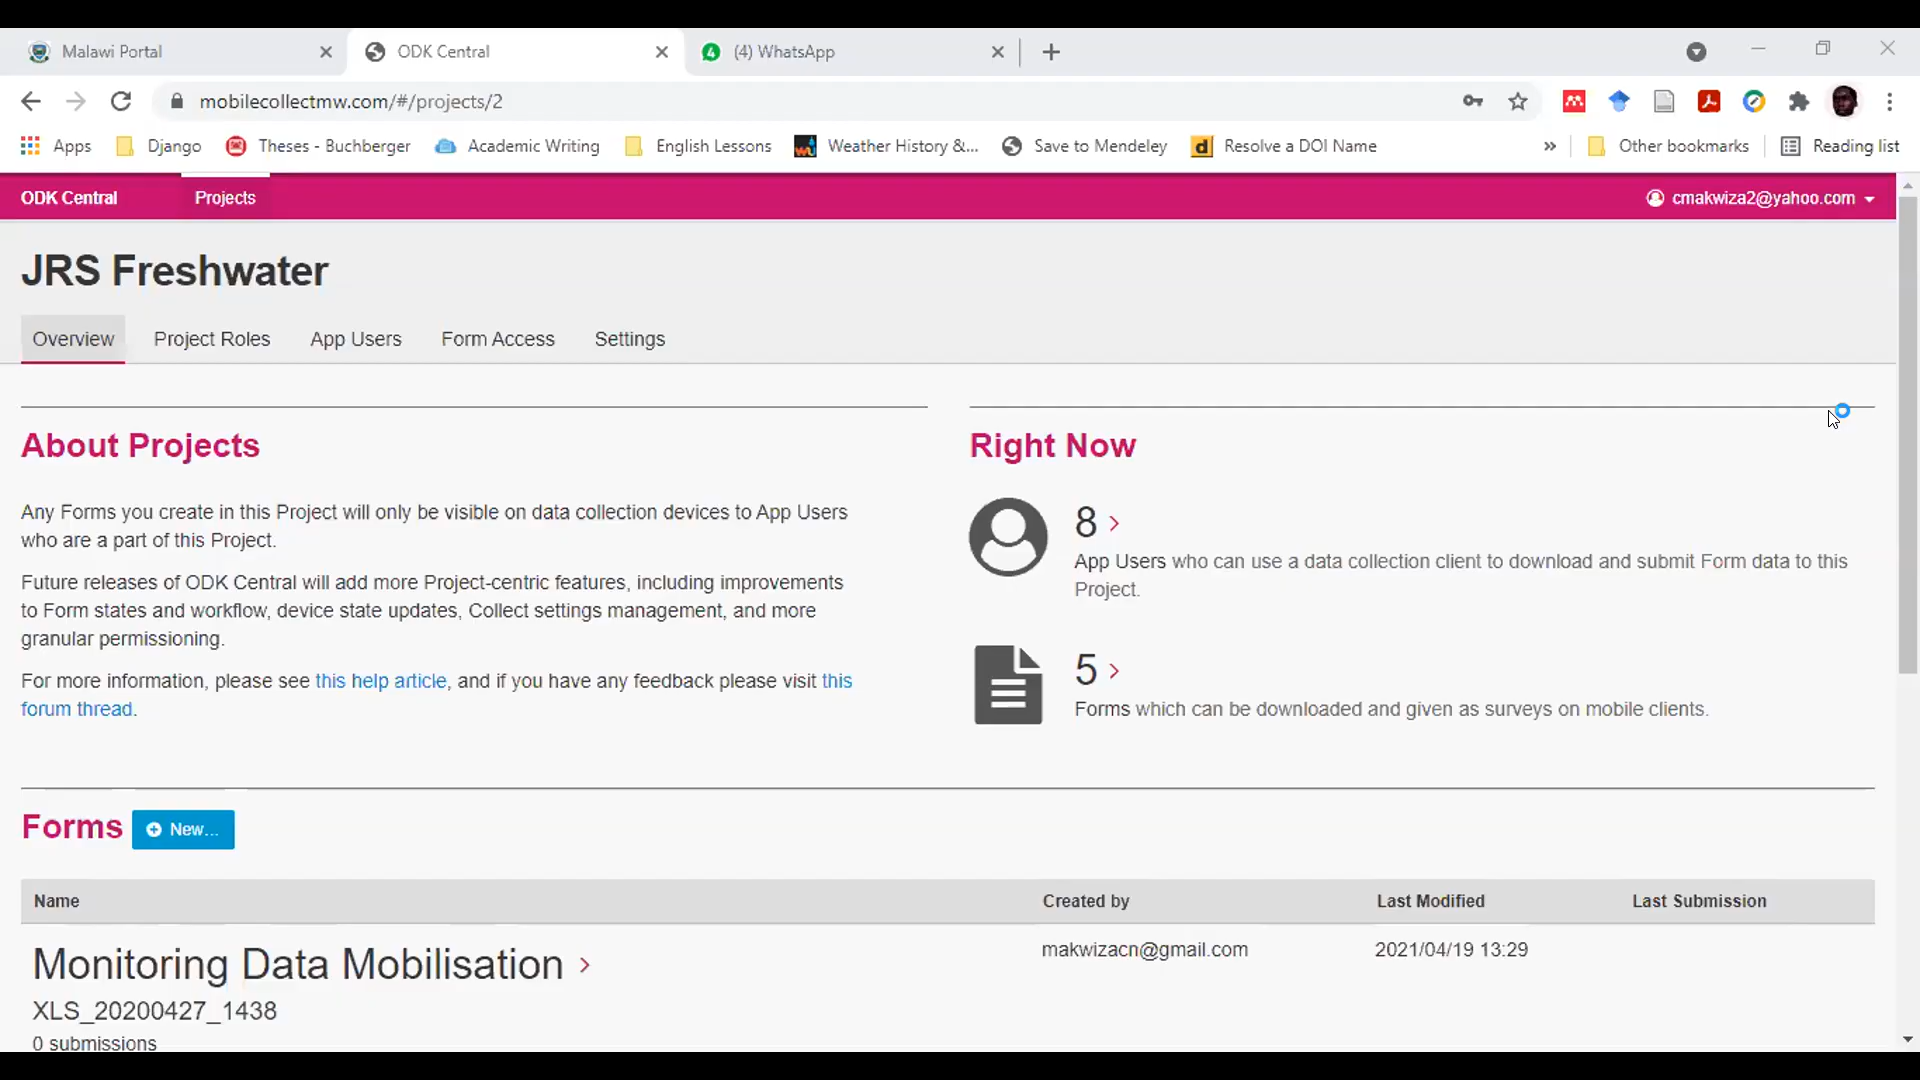 Malawi Portal
ODK Central
4
(4) WhatsApp
mobilecollectmw.com/#/projects/2
Apps
Django
Theses - Buchberger
Academic Writing
English Lessons
Weather History &...
Save to Mendeley
d
Resolve a DOI Name
»
Other bookmarks
Reading list
ODK Central
Projects
cmakwiza2@yahoo.com
JRS Freshwater
Overview
Project Roles
App Users
Form Access
Settings
About Projects
Any Forms you create in this Project will only be visible on data collection devices to App Users
who are a part of this Project.
Future releases of ODK Central will add more Project-centric features, including improvements
to Form states and workflow, device state updates, Collect settings management, and more
granular permissioning.
For more information, please see this help article, and if you have any feedback please visit this
forum thread.
Right Now
8
App Users who can use a data collection client to download and submit Form data to this
Project.
5
Forms which can be downloaded and given as surveys on mobile clients.
Forms
New...
Name
Created by
Last Modified
Last Submission
Monitoring Data Mobilisation
makwizacn@gmail.com
2021/04/19 13:29
XLS_20200427_1438
0 submissions